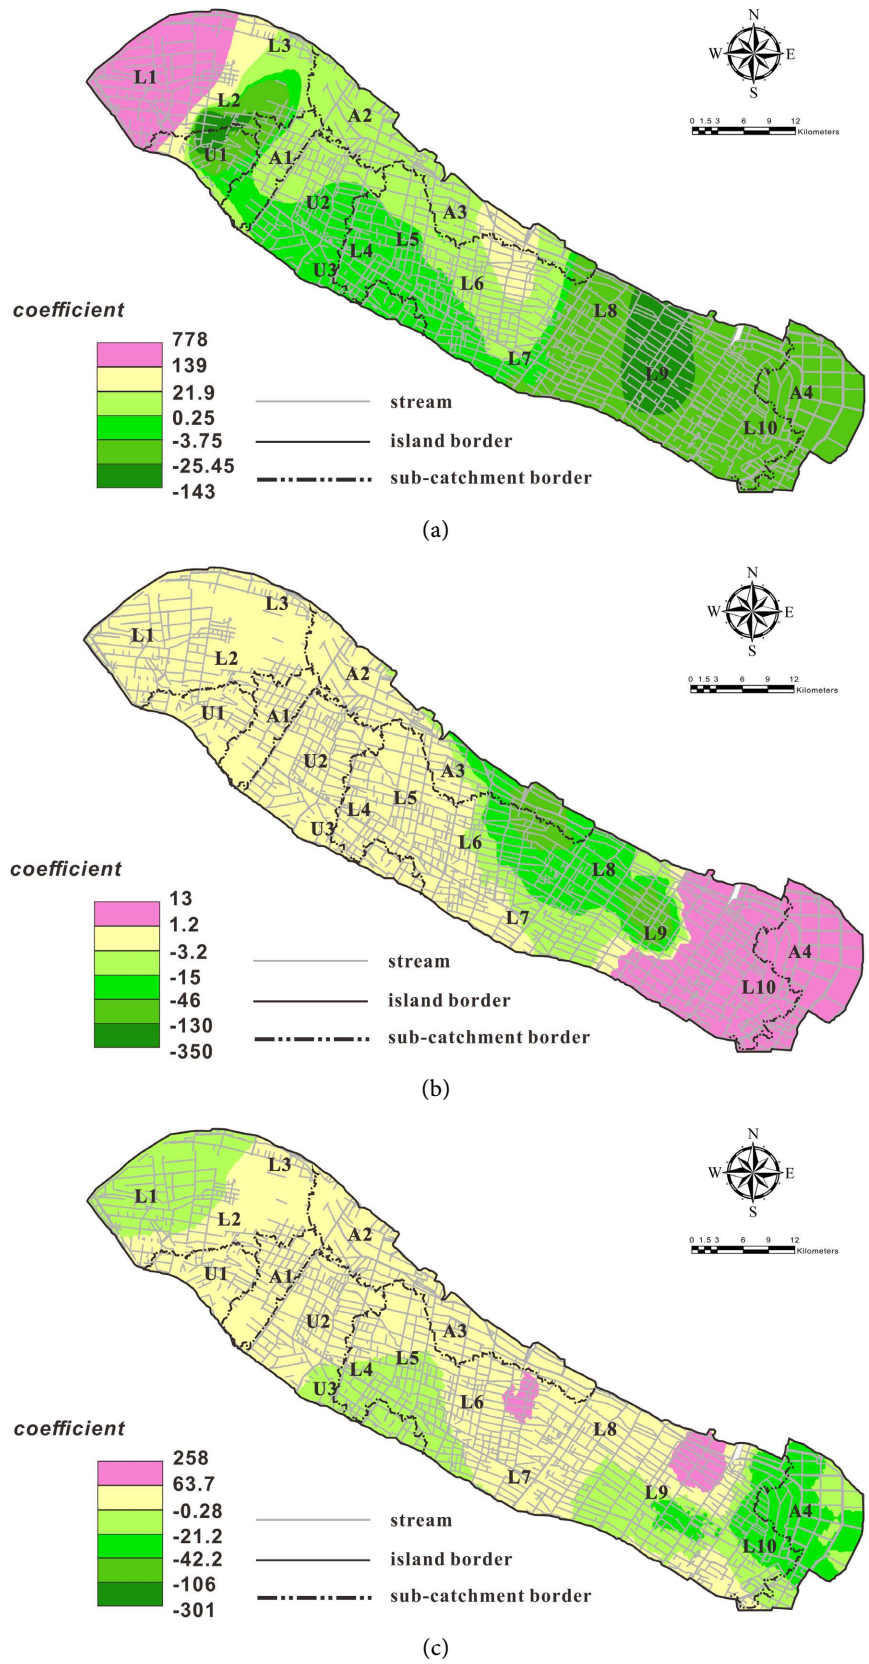 N
W E
S
0 1.5 3 6 9 12
Kilometers
L3
L1
L2
A2
U1
A1
U2
A3
L5
L4
U3
L6
L8
L7
L9
A4
L10
coefficient
778
139
21.9
0.25
-3.75
-25.45
-143
stream
island border
sub-catchment border
(a)
N
W E
S
0 1.5 3 6 9 12
Kilometers
L3
L1
L2
A2
U1
A1
U2
A3
L5
L4
U3
L6
L8
L7
L9
A4
L10
coefficient
13
1.2
-3.2
-15
-46
-130
-350
stream
island border
sub-catchment border
(b)
N
W E
S
0 1.5 3 6 9 12
Kilometers
L3
L1
L2
A2
U1
A1
U2
A3
L5
L4
U3
L6
L8
L7
L9
A4
L10
coefficient
258
63.7
-0.28
-21.2
-42.2
-106
-301
stream
island border
sub-catchment border
(c)